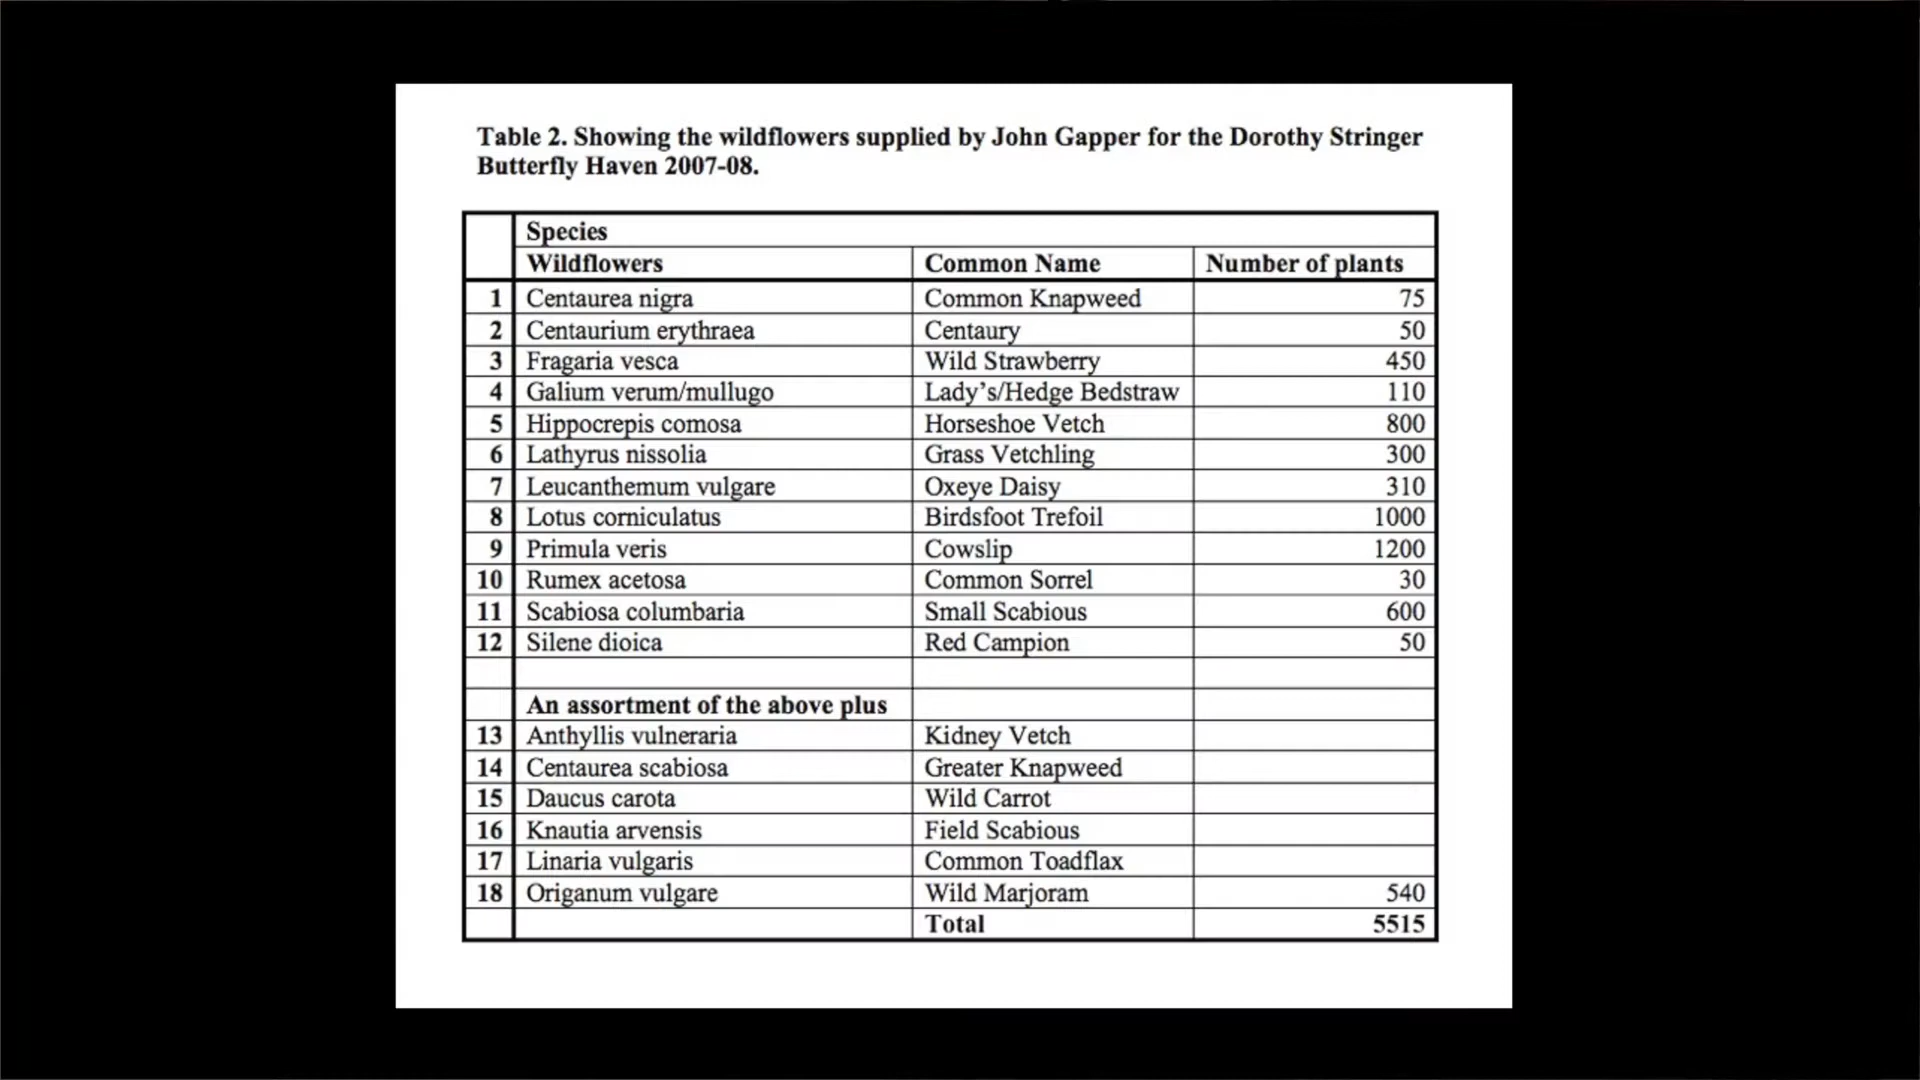 Table 2. Showing the wildflowers supplied by John Gapper for the Dorothy Stringer
Butterfly Haven 2007-08.
Species
Wildflowers Common Name Number of plants
1 Centaurea nigra Common Knapweed 75
2 Centaurium erythraea Centaury 50
3 Fragaria vesca Wild Strawberry 450
4 Galium verum/mullugo Lady’s/Hedge Bedstraw 110
5 Hippocrepis comosa Horseshoe Vetch 800
6 Lathyrus nissolia Grass Vetchling 300
7 Leucanthemum vulgare Oxeye Daisy 310
8 Lotus corniculatus Birdsfoot Trefoil 1000
9 Primula veris Cowslip 1200
10 Rumex acetosa Common Sorrel 30
11 Scabiosa columbaria Small Scabious 600
12 Silene dioica Red Campion 50
An assortment of the above plus
13 Anthyllis vulneraria Kidney Vetch
14 Centaurea scabiosa Greater Knapweed
15 Daucus carota Wild Carrot
16 Knautia arvensis Field Scabious
17 Linaria vulgaris Common Toadflax
18 Origanum vulgare Wild Marjoram 540
Total 5515